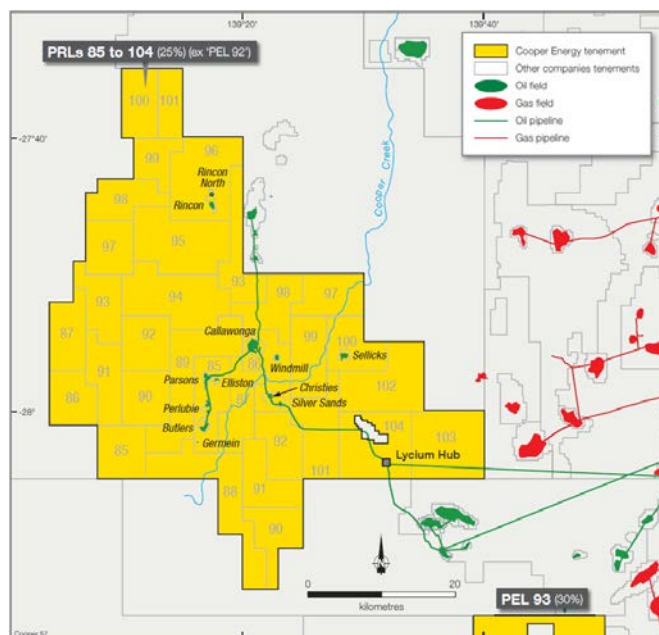 139°20'
139°40'
PRLs 85 to 104 (25%) (ex 'PEL 92')
Cooper Energy tenement
Other companies tenements
Oil field
Gas field
Oil pipeline
Gas pipeline
100
101
-27°40'
99
96
Rincon
North
Rincon
98
Cooper Creek
97
95
93
98
97
93
94
87
92
Callawonga
99
100
Sellicks
89
85
86
Windmill
91
Parsons
Elliston
102
86
90
Christies
Perlubie
Silver Sands
-28°
Butlers
Germein
92
104
103
85
Lycium Hub
101
88
91
90
0
20
kilometres
PEL 93 (30%)